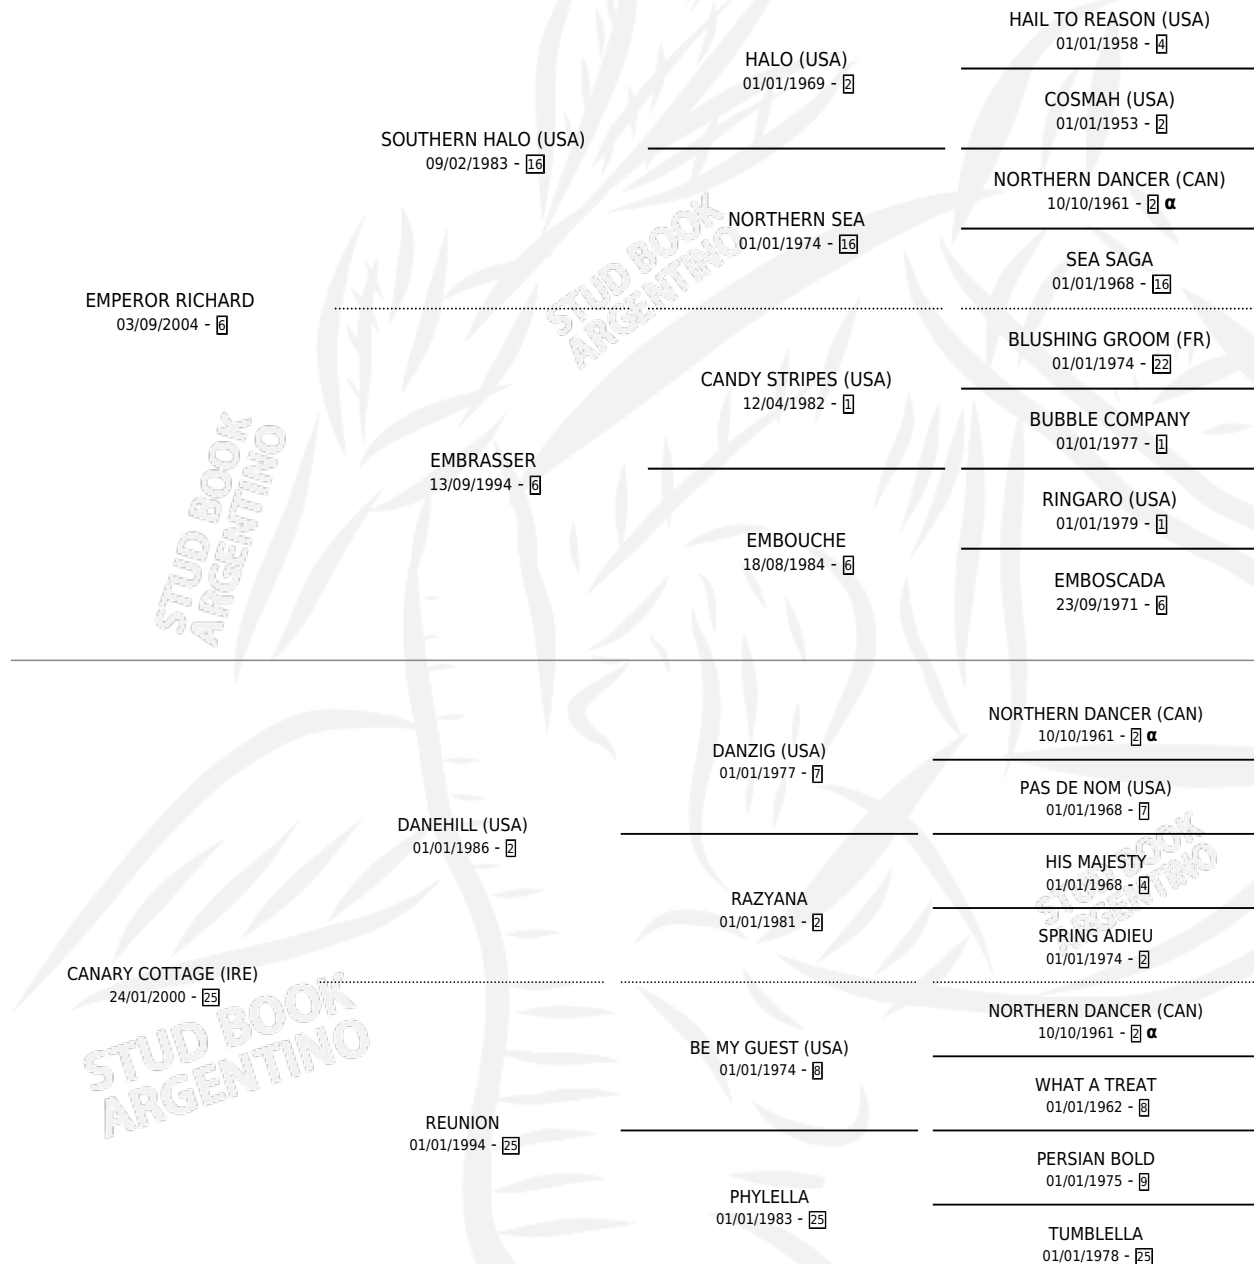 HAIL TO REASON (USA)
01/01/1958 - 4
HALO (USA)
01/01/1969 - 2
COSMAH (USA)
01/01/1953 - 2
SOUTHERN HALO (USA)
09/02/1983 - 16
NORTHERN DANCER (CAN)
10/10/1961 - 2 α
NORTHERN SEA
01/01/1974 - 16
SEA SAGA
01/01/1968 - 16
EMPEROR RICHARD
03/09/2004 - 6
BLUSHING GROOM (FR)
01/01/1974 - 22
CANDY STRIPES (USA)
12/04/1982 - 1
BUBBLE COMPANY
01/01/1977 - 1
EMBRASSER
13/09/1994 - 6
RINGARO (USA)
01/01/1979 - 1
EMBOUCHE
18/08/1984 - 6
EMBOSCADA
23/09/1971 - 6
NORTHERN DANCER (CAN)
10/10/1961 - 2 α
DANZIG (USA)
01/01/1977 - 7
PAS DE NOM (USA)
01/01/1968 - 7
DANEHILL (USA)
01/01/1986 - 2
HIS MAJESTY
01/01/1968 - 4
RAZYANA
01/01/1981 - 2
SPRING ADIEU
01/01/1974 - 2
CANARY COTTAGE (IRE)
24/01/2000 - 25
NORTHERN DANCER (CAN)
10/10/1961 - 2 α
BE MY GUEST (USA)
01/01/1974 - 8
WHAT A TREAT
01/01/1962 - 8
REUNION
01/01/1994 - 25
PERSIAN BOLD
01/01/1975 - 9
PHYLELLA
01/01/1983 - 25
TUMBLELLA
01/01/1978 - 25
STUD BOOK
ARGENTINO
STUD BOOK
ARGENTINO
STUD BOOK
ARGENTINO
STUD BOOK
ARGENTINO